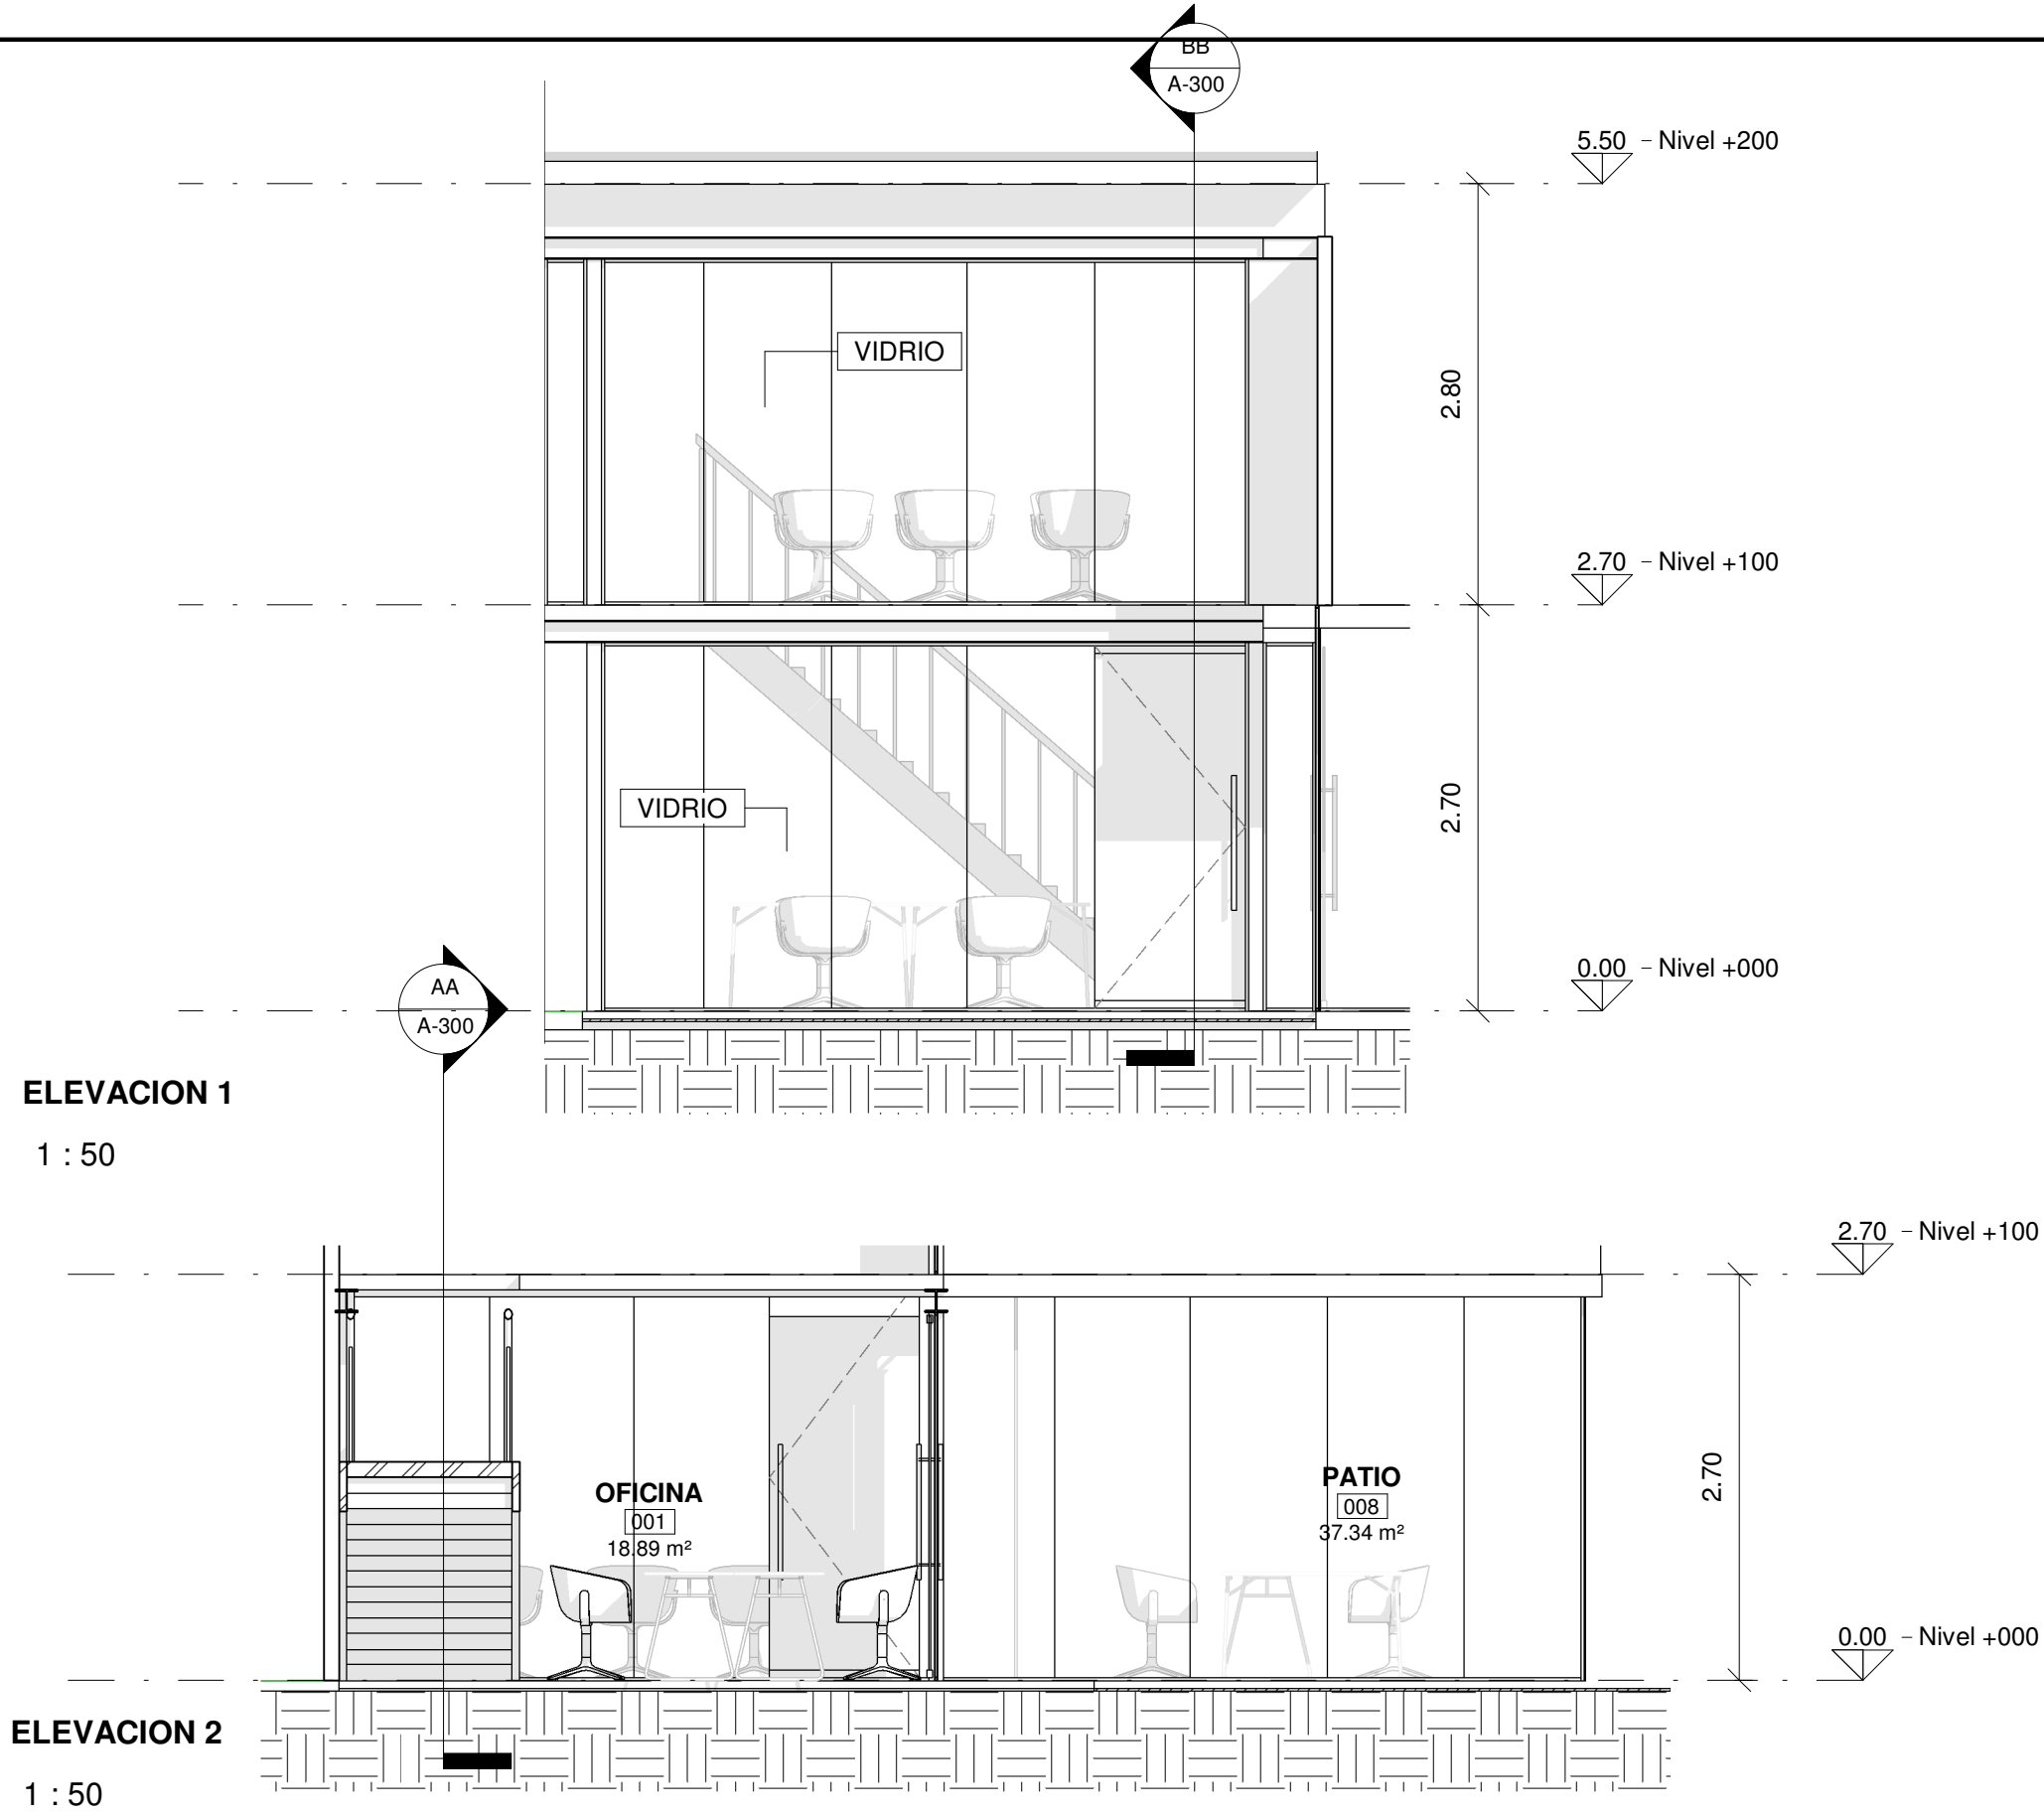 BB
A-300
5.50 - Nivel +200
VIDRIO
2.80
2.70 - Nivel +100
VIDRIO
2.70
0.00 - Nivel +000
AA
A-300
ELEVACION 1
1 : 50
2.70 - Nivel +100
OFICINA
001
18.89 m²
PATIO
008
37.34 m²
2.70
0.00 - Nivel +000
ELEVACION 2
1 : 50